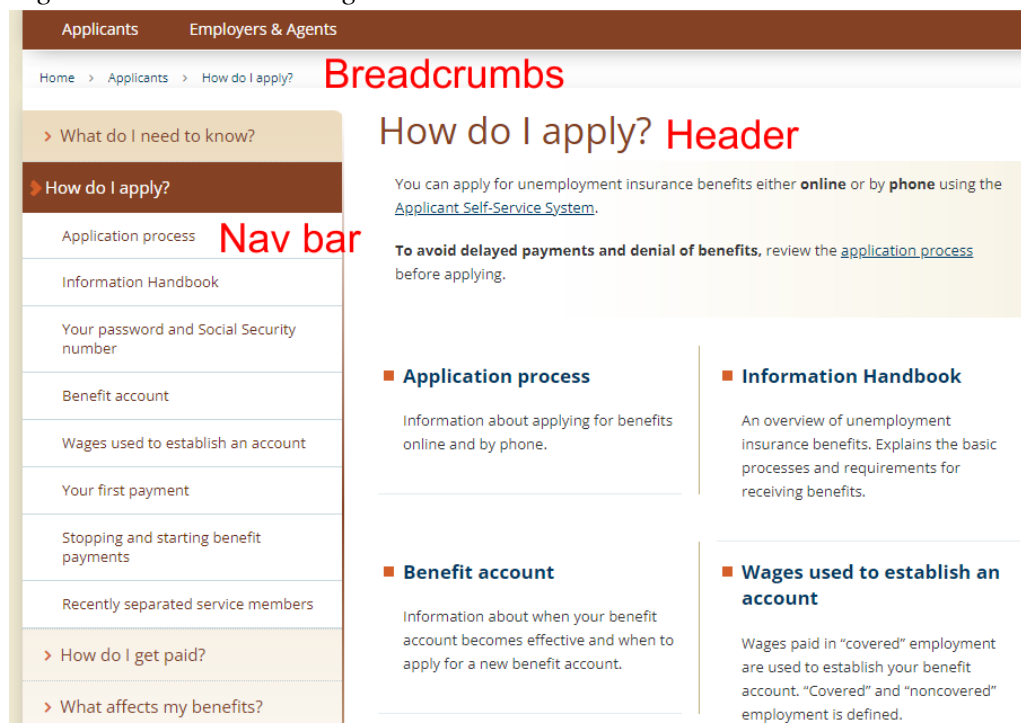 Applicants Employers & Agents
Home > Applicants > How do I apply? Breadcrumbs
> What do I need to know?
How do I apply?
Application process Nav bar
Information Handbook
Your password and Social Security
number
Benefit account
Wages used to establish an account
Your first payment
Stopping and starting benefit
payments
Recently separated service members
> How do I get paid?
> What affects my benefits?
How do I apply? Header
You can apply for unemployment insurance benefits either online or by phone using the
Applicant Self-Service System.
To avoid delayed payments and denial of benefits, review the application process
before applying.
Application process
Information about applying for benefits
online and by phone.
Information Handbook
An overview of unemployment
insurance benefits. Explains the basic
processes and requirements for
receiving benefits.
Benefit account
Information about when your benefit
account becomes effective and when to
apply for a new benefit account.
Wages used to establish an
account
Wages paid in “covered” employment
are used to establish your benefit
account. “Covered” and “noncovered”
employment is defined.